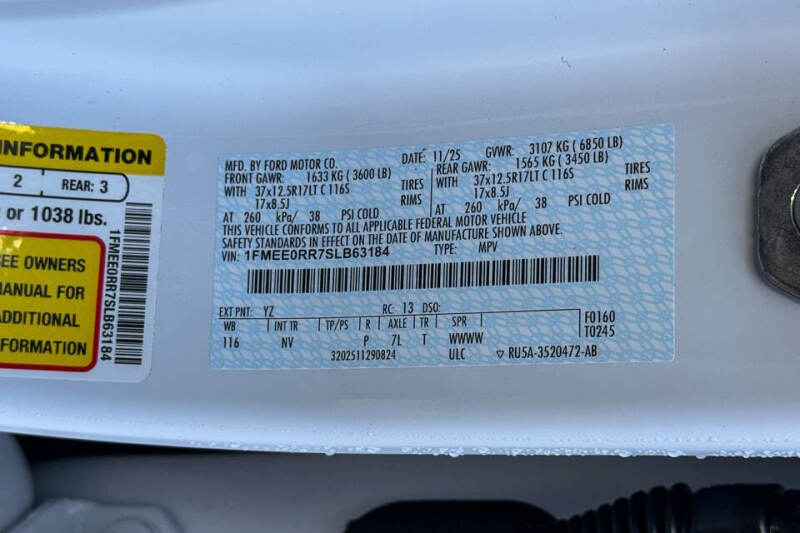 INFORMATION
2 REAR: 3
or 1038 lbs.
SEE OWNERS
MANUAL FOR
ADDITIONAL
INFORMATION
1FMEE0RR7SLB63184
MFD. BY FORD MOTOR CO. DATE: 11/25 GVWR: 3107 KG ( 6850 LB)
FRONT GAWR: 1633 KG ( 3600 LB) REAR GAWR: 1565 KG ( 3450 LB)
WITH 37x12.5R17LT C 116S TIRES WITH 37x12.5R17LT C 116S TIRES
17x8.5J RIMS 17x8.5J RIMS
AT 260 kPa/ 38 PSI COLD AT 260 kPa/ 38 PSI COLD
THIS VEHICLE CONFORMS TO ALL APPLICABLE FEDERAL MOTOR VEHICLE
SAFETY STANDARDS IN EFFECT ON THE DATE OF MANUFACTURE SHOWN ABOVE.
VIN: 1FMEE0RR7SLB63184 TYPE: MPV
EXT PNT: YZ RC: 13 DSO:
WB INT TR TP/PS R AXLE TR SPR F0160
116 NV P 7L T WWWW T0245
3202511290824 ULC RU5A-3520472-AB